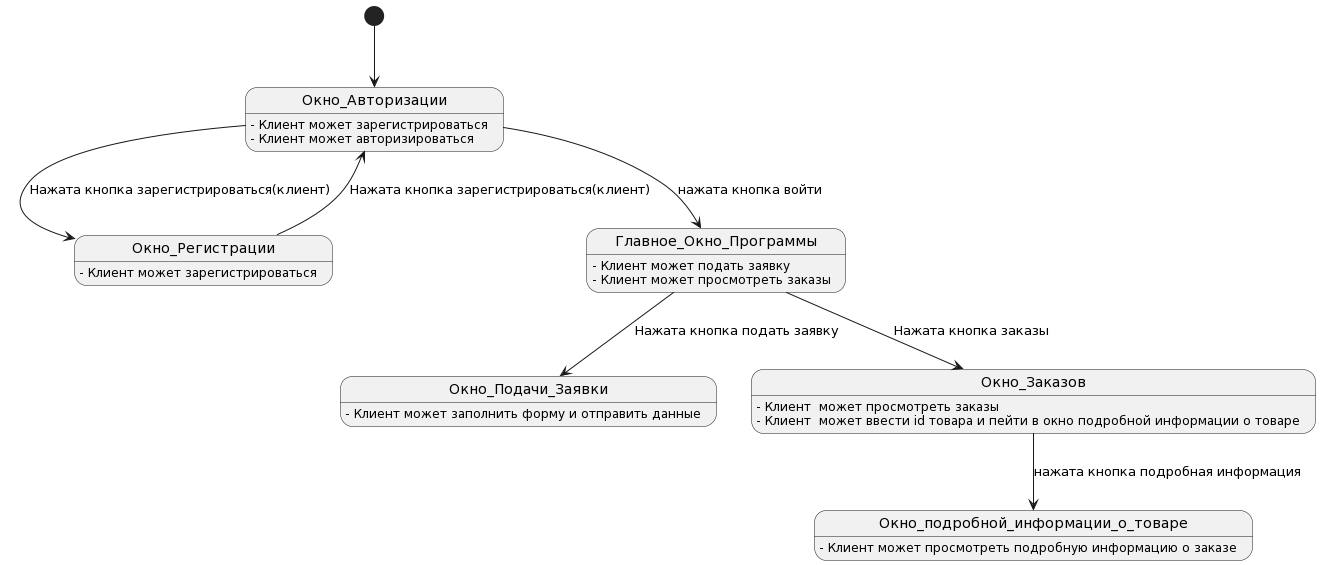 Окно_Авторизации
- Клиент может зарегистрироваться
- Клиент может авторизироваться
Нажата кнопка зарегистрироваться(клиент)
Нажата кнопка зарегистрироваться(клиент)
нажата кнопка войти
Окно_Регистрации
- Клиент может зарегистрироваться
Главное_Окно_Программы
- Клиент может подать заявку
- Клиент может просмотреть заказы
Нажата кнопка подать заявку
Нажата кнопка заказы
Окно_Подачи_Заявки
- Клиент может заполнить форму и отправить данные
Окно_Заказов
- Клиент  может просмотреть заказы
- Клиент  может ввести id товара и пейти в окно подробной информации о товаре
нажата кнопка подробная информация
Окно_подробной_информации_о_товаре
- Клиент может просмотреть подробную информацию о заказе